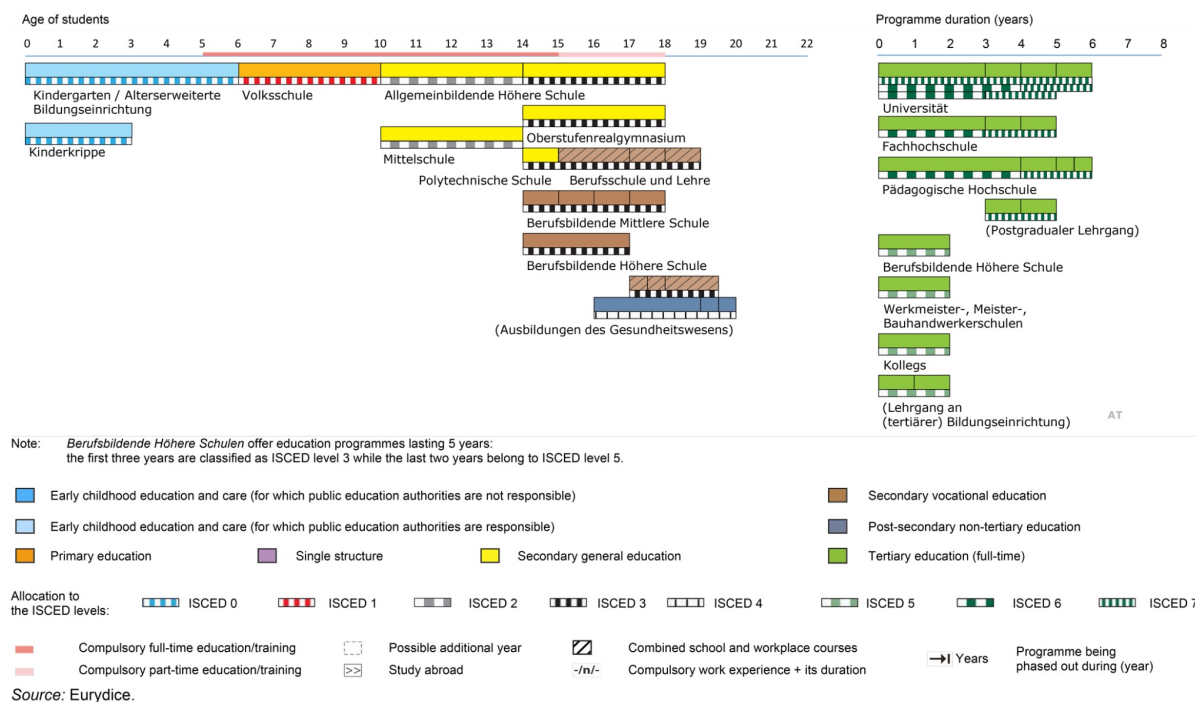 Age of students
Programme duration (years)
0 1 2 3 4 5 6 7 8 9 10 11 12 13 14 15 16 17 18 19 20 22
0 1 2 3 4 5 6 7 8
Kindergarten / Alterserweiterte
Bildungseinrichtung
Volksschule
Allgemeinbildende Höhere Schule
Kinderkrippe
Oberstufenrealgymnasium
Mittelschule
Polytechnische Schule
Berufsschule und Lehre
Berufsbildende Mittlere Schule
Berufsbildende Höhere Schule
(Ausbildungen des Gesundheitswesens)
Universität
Fachhochschule
Pädagogische Hochschule
(Postgradualer Lehrgang)
Berufsbildende Höhere Schule
Werkmeister-, Meister-,
Bauhandwerkerschulen
Kollegs
(Lehrgang an
(tertiärer) Bildungseinrichtung)
AT
Note: Berufsbildende Höhere Schulen offer education programmes lasting 5 years:
the first three years are classified as ISCED level 3 while the last two years belong to ISCED level 5.
Early childhood education and care (for which public education authorities are not responsible)
Secondary vocational education
Early childhood education and care (for which public education authorities are responsible)
Post-secondary non-tertiary education
Primary education
Single structure
Secondary general education
Tertiary education (full-time)
Allocation to
the ISCED levels:
ISCED 0
ISCED 1
ISCED 2
ISCED 3
ISCED 4
ISCED 5
ISCED 6
ISCED 7
Compulsory full-time education/training
Possible additional year
Combined school and workplace courses
Years
Programme being
phased out during (year)
Compulsory part-time education/training
>>
Study abroad
-/n/-
Compulsory work experience + its duration
Source: Eurydice.